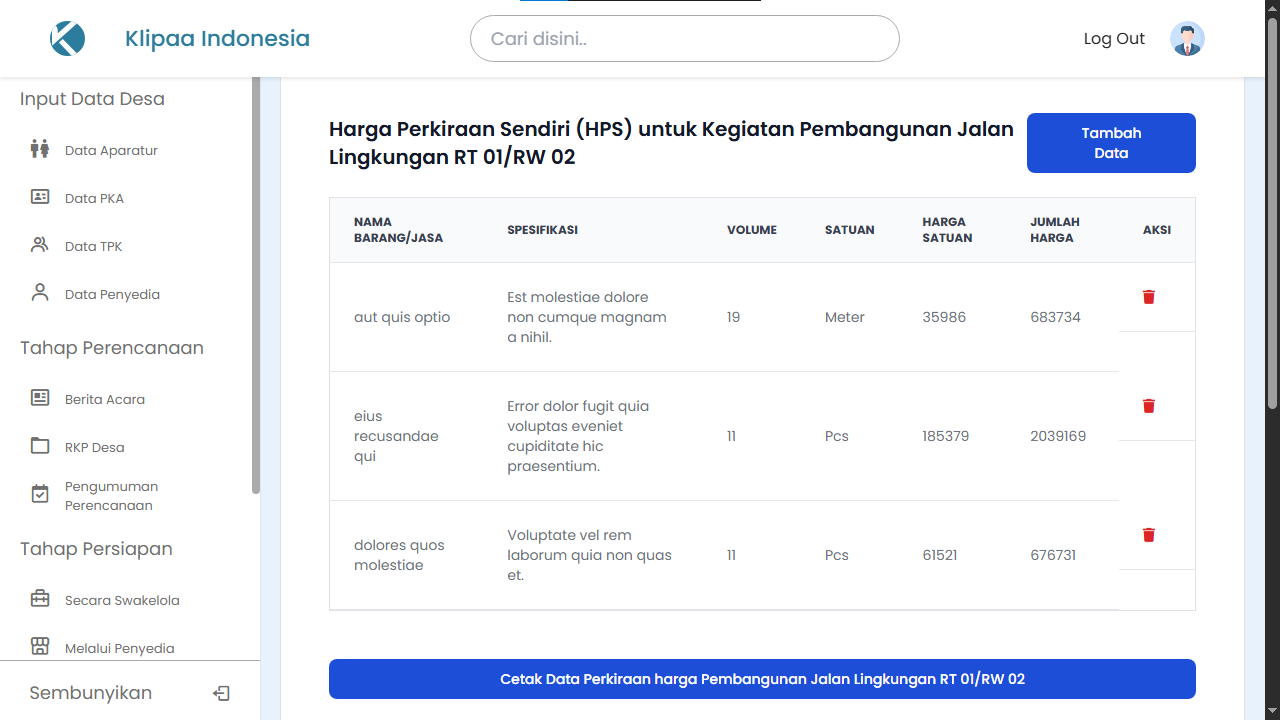 Klipaa Indonesia
Cari disini..
Log Out
Input Data Desa
Data Aparatur
Data PKA
Data TPK
Data Penyedia
Tahap Perencanaan
Berita Acara
RKP Desa
Pengumuman
Perencanaan
Tahap Persiapan
Secara Swakelola
Melalui Penyedia
Sembunyikan
Harga Perkiraan Sendiri (HPS) untuk Kegiatan Pembangunan Jalan
Lingkungan RT 01/RW 02
Tambah
Data
NAMA
BARANG/JASA
SPESIFIKASI
VOLUME
SATUAN
HARGA
SATUAN
JUMLAH
HARGA
AKSI
aut quis optio
Est molestiae dolore
non cumque magnam
a nihil.
19
Meter
35986
683734
eius
recusandae
qui
Error dolor fugit quia
voluptas eveniet
cupiditate hic
praesentium.
11
Pcs
185379
2039169
dolores quos
molestiae
Voluptate vel rem
laborum quia non quas
et.
11
Pcs
61521
676731
Cetak Data Perkiraan harga Pembangunan Jalan Lingkungan RT 01/RW 02